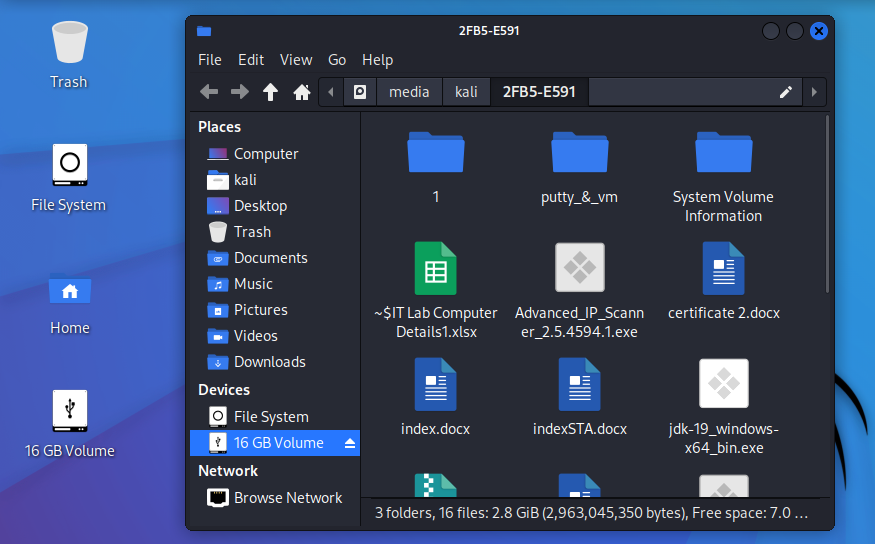 Trash
File System
Home
16 GB Volume
2FB5-E591
File Edit View Go Help
media kali 2FB5-E591
Places
Computer
kali
Desktop
Trash
Documents
Music
Pictures
Videos
Downloads
Devices
File System
16 GB Volume
Network
Browse Network
1
putty_&_vm
System Volume
Information
~$IT Lab Computer
Details1.xlsx
Advanced_IP_Scann
er_2.5.4594.1.exe
certificate 2.docx
index.docx
indexSTA.docx
jdk-19_windows-
x64_bin.exe
3 folders, 16 files: 2.8 GiB (2,963,045,350 bytes), Free space: 7.0 ...